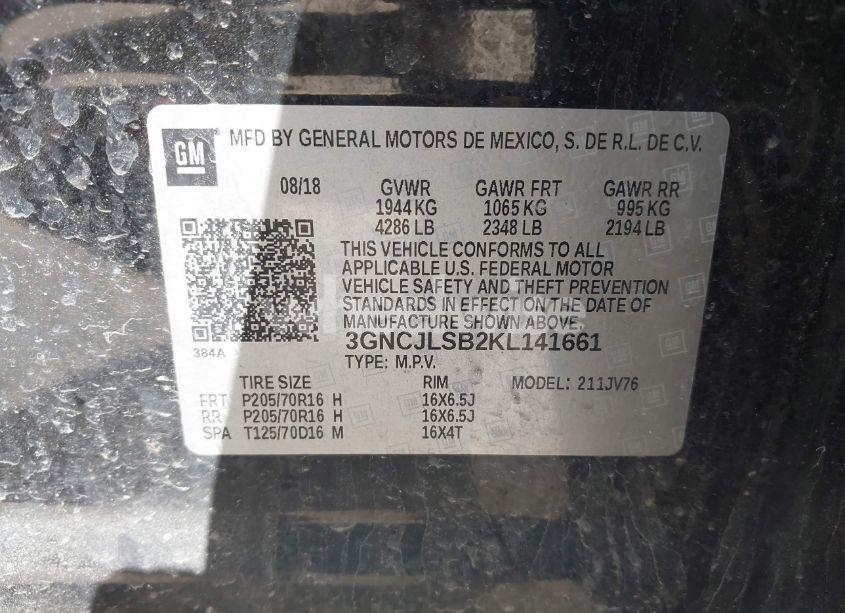 GM MFD BY GENERAL MOTORS DE MEXICO, S. DE R.L. DE C.V.
08/18 GVWR GAWR FRT GAWR RR
1944 KG 1065 KG 995 KG
4286 LB 2348 LB 2194 LB
THIS VEHICLE CONFORMS TO ALL
APPLICABLE U.S. FEDERAL MOTOR
VEHICLE SAFETY AND THEFT PREVENTION
STANDARDS IN EFFECT ON THE DATE OF
MANUFACTURE SHOWN ABOVE.
384A 3GNCJLSB2KL141661
TYPE: M.P.V.
TIRE SIZE RIM MODEL: 211JV76
FRT P205/70R16 H 16X6.5J
RR P205/70R16 H 16X6.5J
SPA T125/70D16 M 16X4T